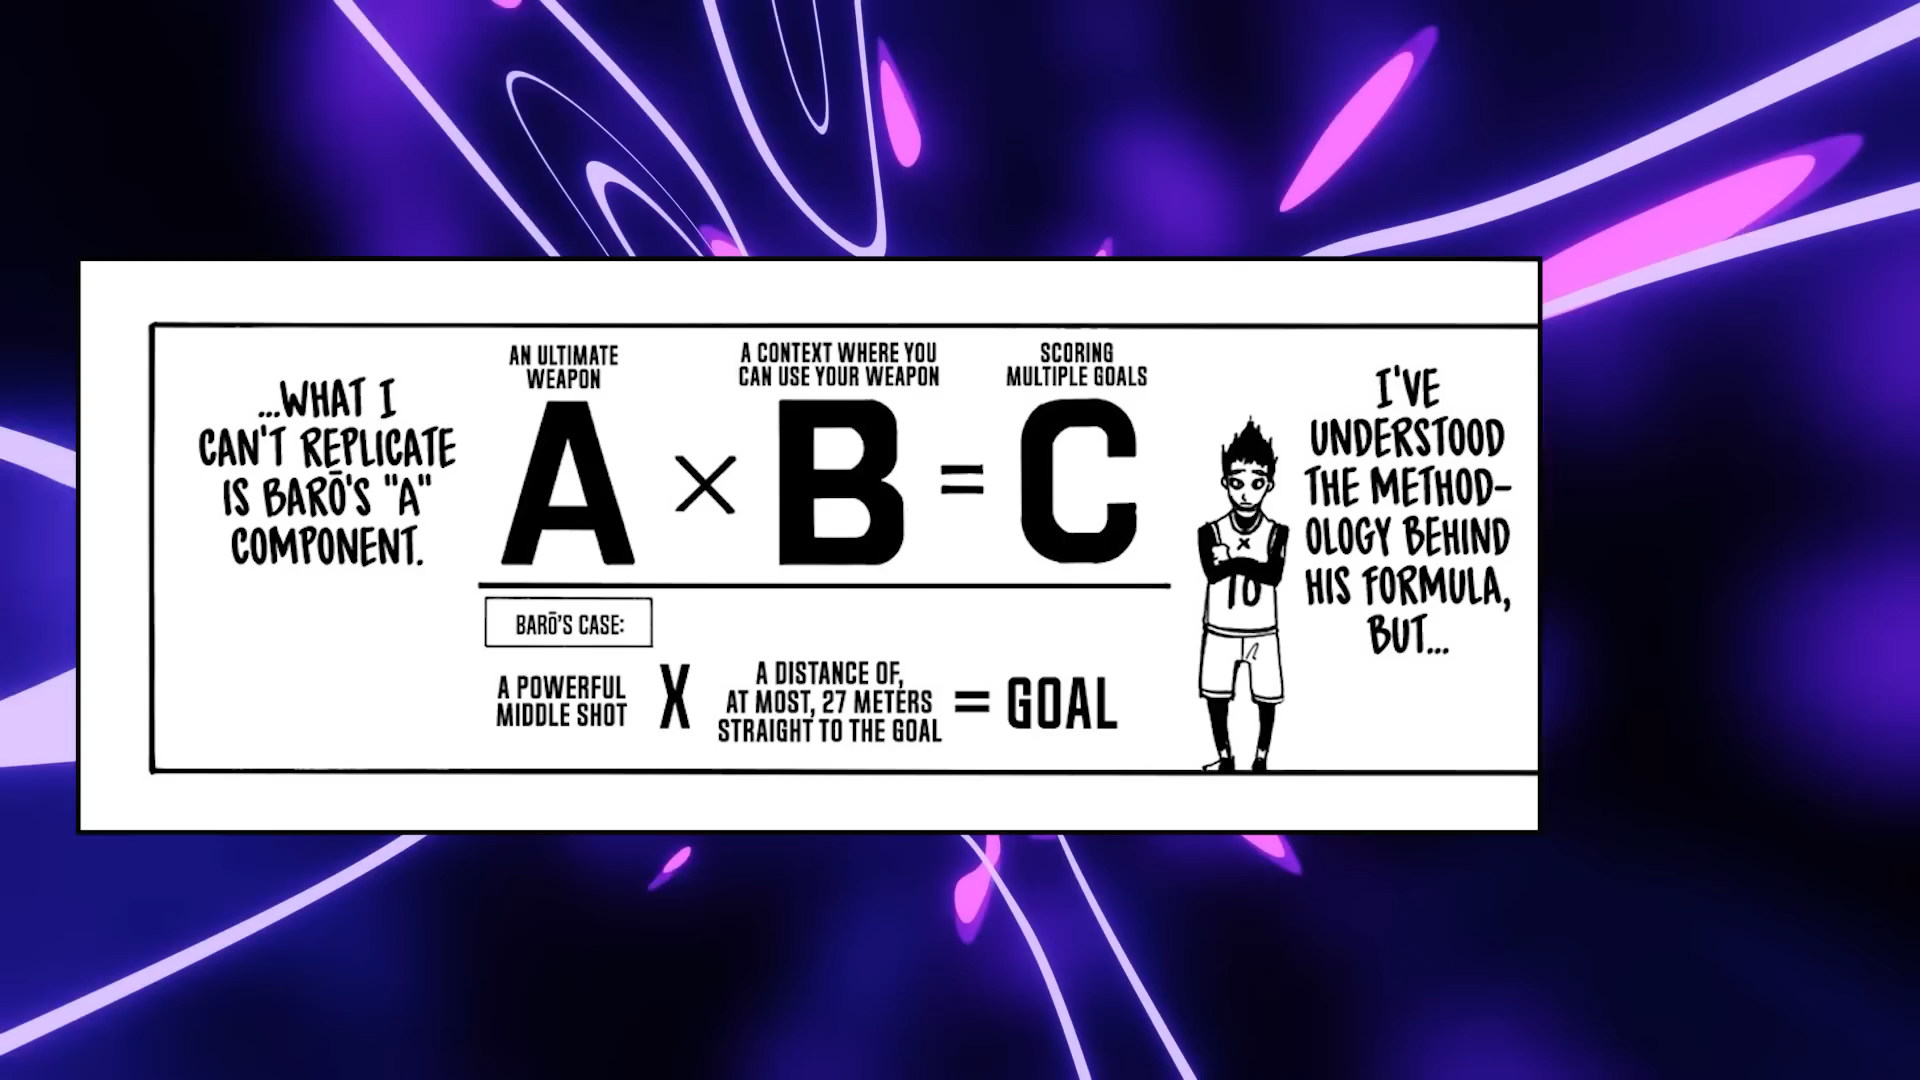 I'VE
UNDERSTOOD
THE METHOD-
OLOGY BEHIND
HIS FORMULA,
BUT...
AN ULTIMATE
WEAPON
A CONTEXT WHERE YOU
CAN USE YOUR WEAPON
SCORING
MULTIPLE GOALS
A × B = C
BARŌ'S CASE:
A POWERFUL
MIDDLE SHOT
X
A DISTANCE OF,
AT MOST, 27 METERS
STRAIGHT TO THE GOAL
= GOAL
X
10
...WHAT I
CAN'T REPLICATE
IS BARŌ'S "A"
COMPONENT.